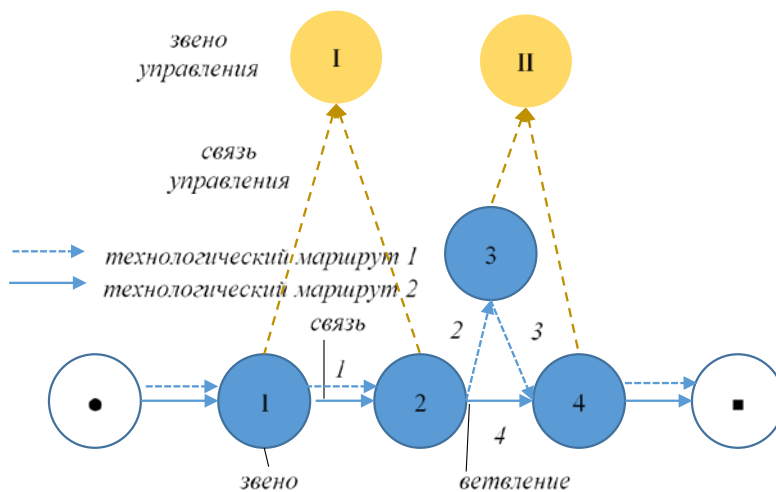 звено
управления
I
II
связь
управления
3
технологический маршрут 1
технологический маршрут 2
связь
2
3
1
1
2
4
4
звено
ветвление